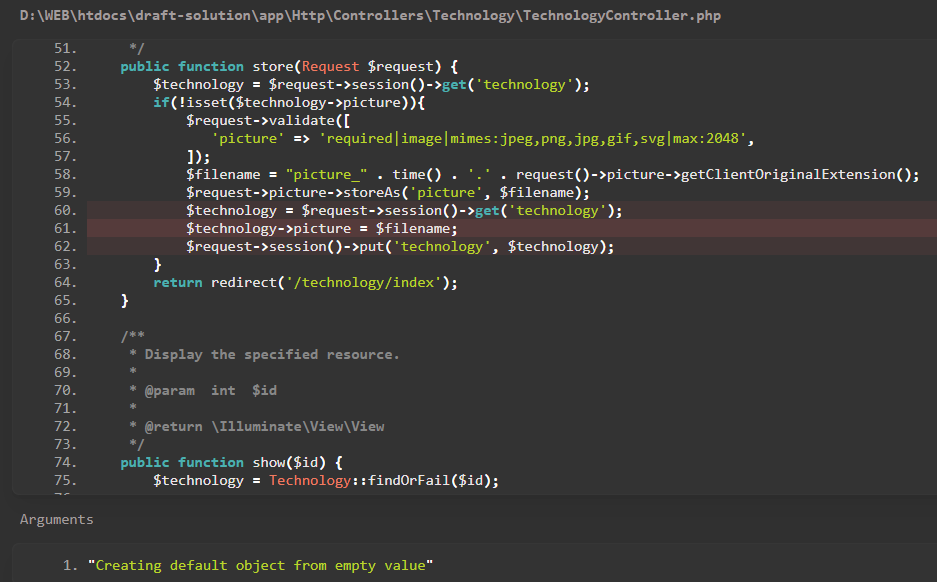 D:\WEB\htdocs\draft-solution\app\Http\Controllers\Technology\TechnologyController.php
51.      */
52.     public function store(Request $request) {
53.         $technology = $request->session()->get('technology');
54.         if(!isset($technology->picture)){
55.             $request->validate([
56.                'picture' => 'required|image|mimes:jpeg,png,jpg,gif,svg|max:2048',
57.             ]);
58.             $filename = "picture_" . time() . '.' . request()->picture->getClientOriginalExtension();
59.             $request->picture->storeAs('picture', $filename);
60.             $technology = $request->session()->get('technology');
61.             $technology->picture = $filename;
62.             $request->session()->put('technology', $technology);
63.         }
64.         return redirect('/technology/index');
65.     }
66.
67.     /**
68.      * Display the specified resource.
69.      *
70.      * @param  int  $id
71.      *
72.      * @return \Illuminate\View\View
73.      */
74.     public function show($id) {
75.         $technology = Technology::findOrFail($id);
Arguments
1. "Creating default object from empty value"